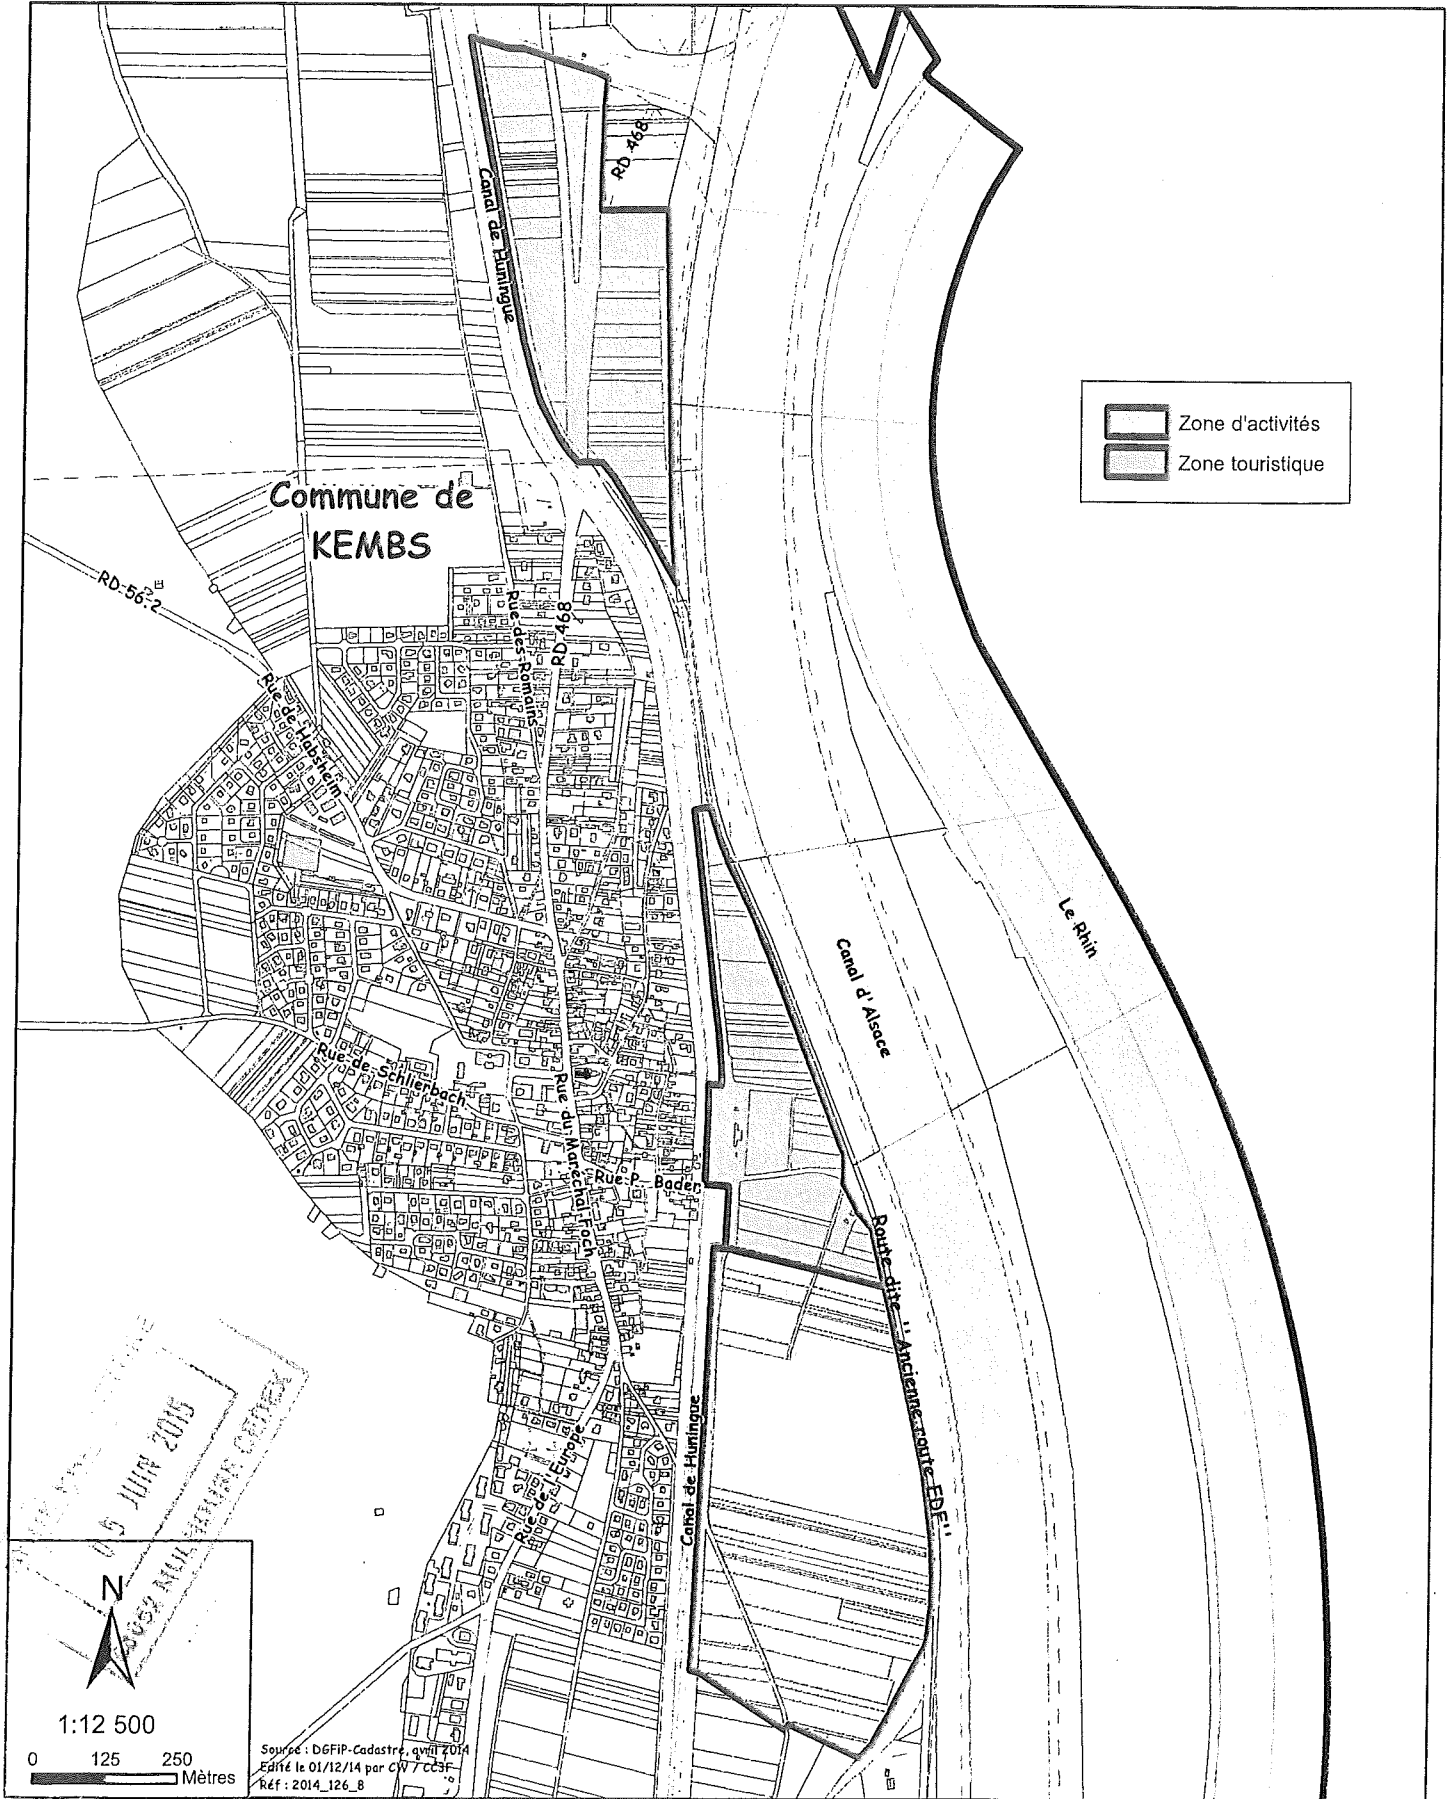 RD 468
Canal de Huningue
Zone d'activités
Zone touristique
Commune de
KEMBS
RD 56.2
Rue des Romains
RD 468
Rue de Habsheim
Le Rhin
Canal d'Alsace
Rue de Schlierbach
Rue du Maréchal Foch
Rue P. Bader
Route dite "Ancienne route EDF"
Canal de Huningue
Rue de l'Europe
JUIN 2015
CEDEX
N
1:12 500
0 125 250
Mètres
Source : DGFiP-Cadastre, avril 2014
Edité le 01/12/14 par CW / CC3F
Réf : 2014_126_8